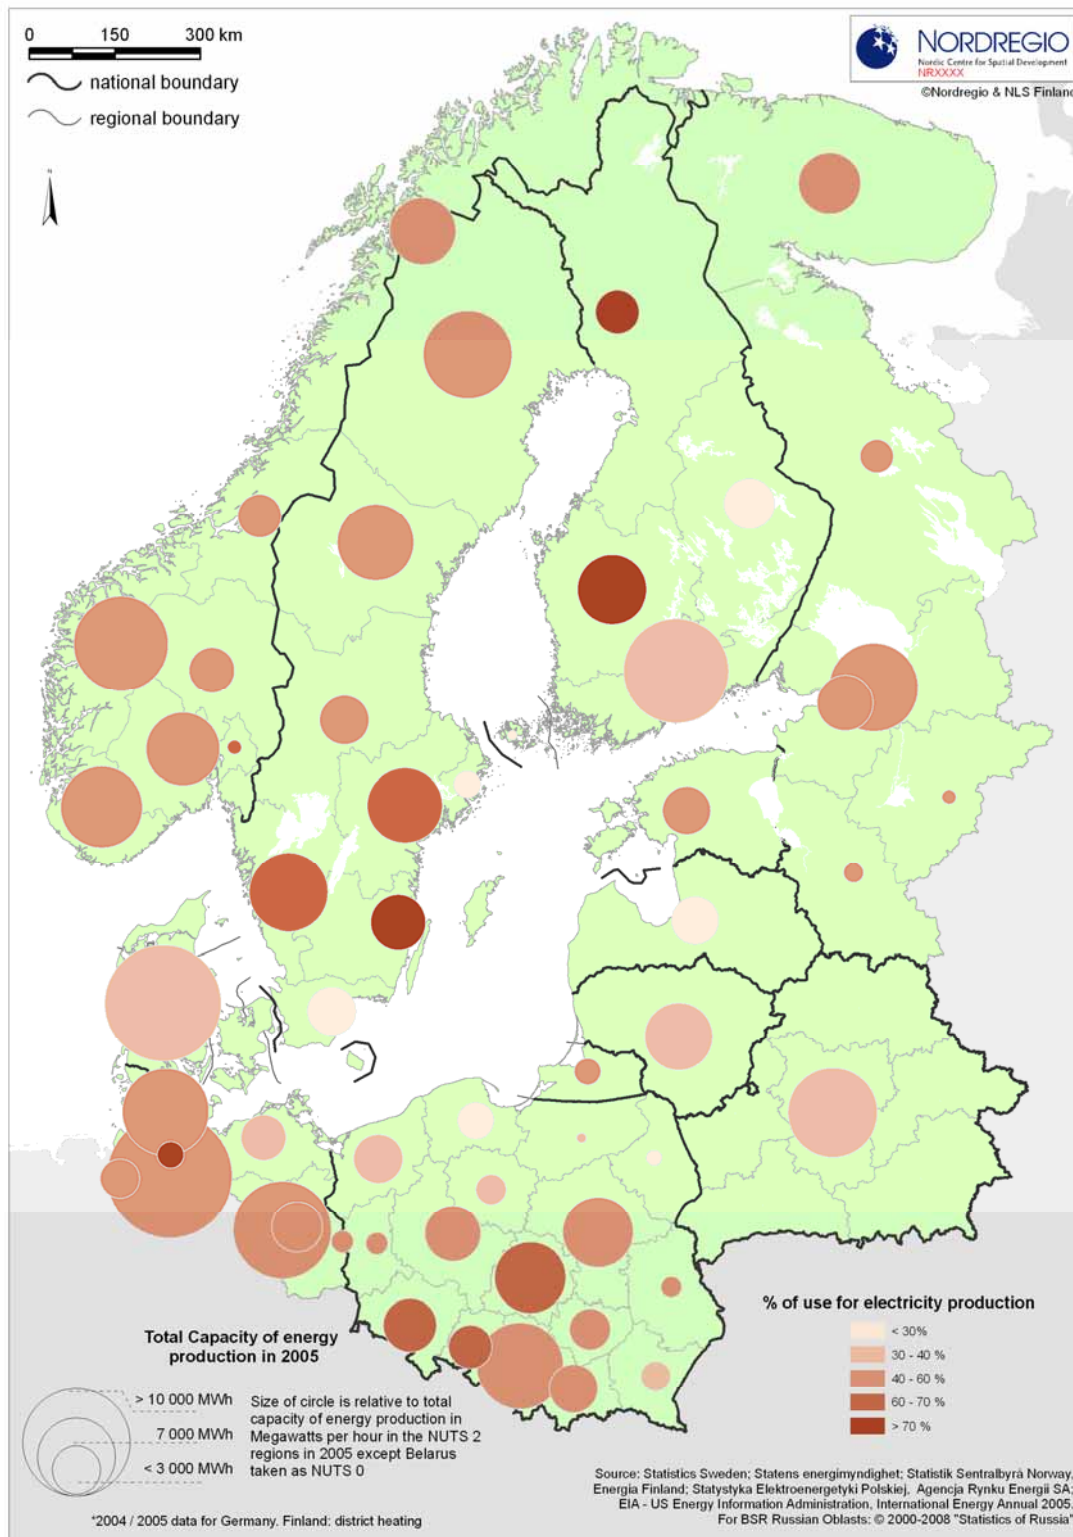 0 150 300 km
national boundary
regional boundary
N
NORDREGIO
Nordic Centre for Spatial Development
NRXXXX
©Nordregio & NLS Finland
% of use for electricity production
< 30%
30 - 40 %
40 - 60 %
60 - 70 %
> 70 %
Total Capacity of energy
production in 2005
> 10 000 MWh
7 000 MWh
< 3 000 MWh
Size of circle is relative to total
capacity of energy production in
Megawatts per hour in the NUTS 2
regions in 2005 except Belarus
taken as NUTS 0
*2004 / 2005 data for Germany. Finland: district heating
Source: Statistics Sweden; Statens energimyndighet; Statistik Sentralbyrå Norway,
Energia Finland; Statystyka Elektroenergetyki Polskiej, Agencja Rynku Energii SA;
EIA - US Energy Information Administration, International Energy Annual 2005.
For BSR Russian Oblasts: © 2000-2008 "Statistics of Russia"